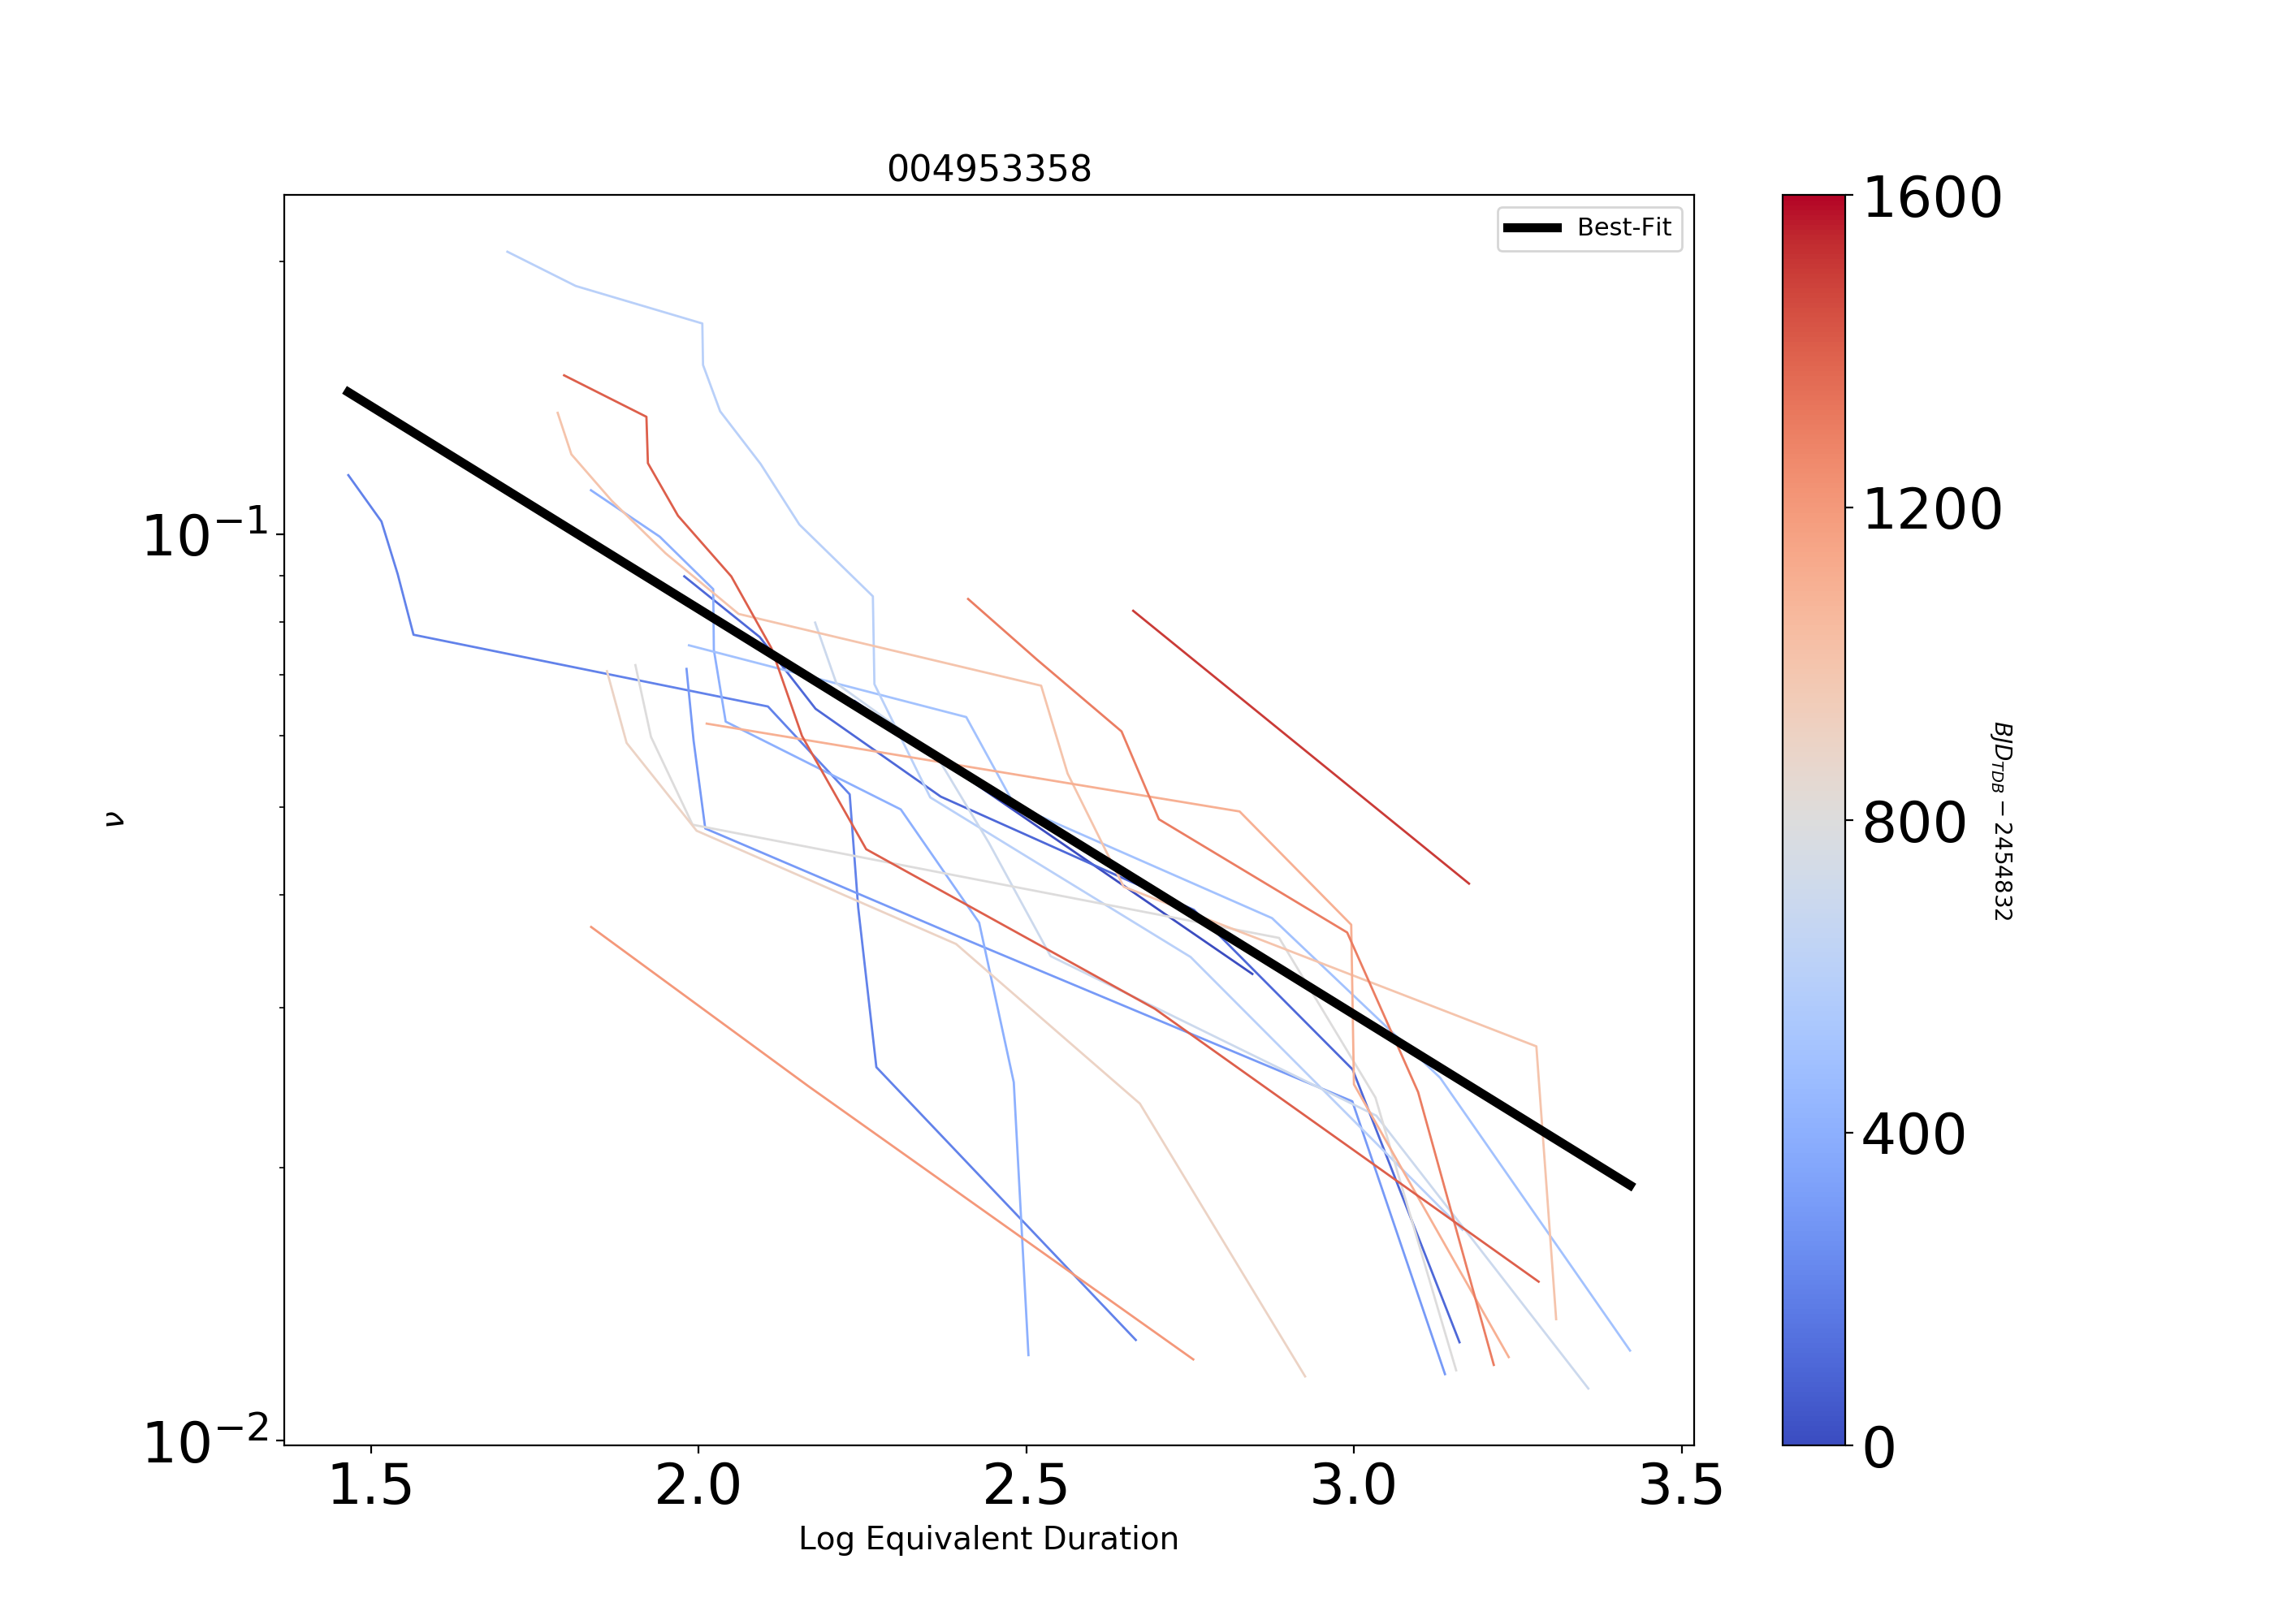 004953358
Best-Fit
10⁻¹
10⁻²
ν
1.5 2.0 2.5 3.0 3.5
Log Equivalent Duration
1600
1200
800
400
0
BJD_TDB − 2454832